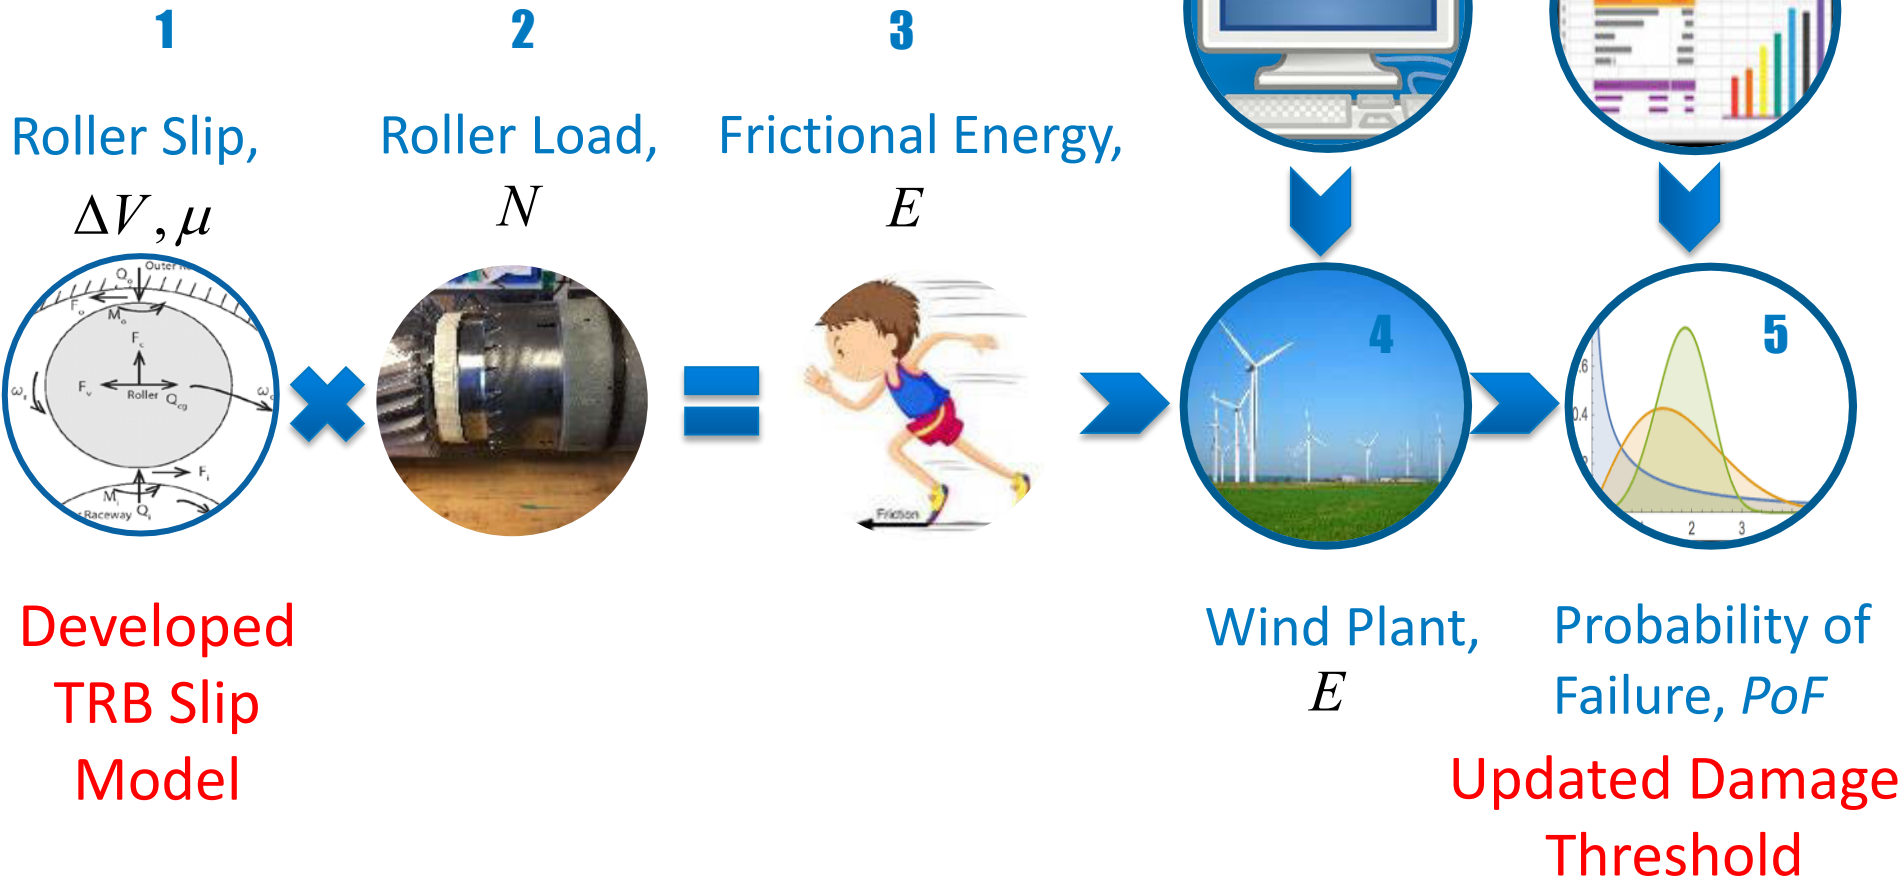 1
2
3
Roller Slip,
Roller Load,
Frictional Energy,
ΔV , μ
N
E
Outer
Qo
Fo
Mo
Fc
Fv
Roller
Qcg
Fi
Mi
Raceway
Qi
Friction
4
5
0.4
2
3
Developed
TRB Slip
Model
Wind Plant,
E
Probability of
Failure, PoF
Updated Damage
Threshold